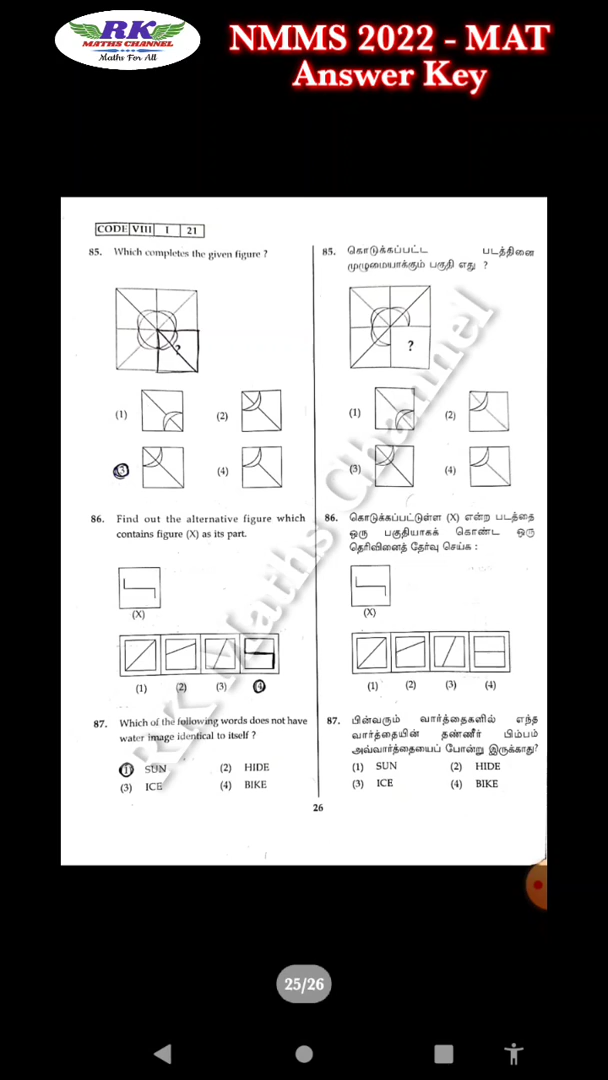 RK
MATHS CHANNEL
Maths For All
NMMS 2022 - MAT
Answer Key
CODE VIII I 21
85. Which completes the given figure ?
?
(1)
(2)
(3)
(4)
86. Find out the alternative figure which
contains figure (X) as its part.
(X)
(1) (2) (3) (4)
87. Which of the following words does not have
water image identical to itself ?
(1) SUN (2) HIDE
(3) ICE (4) BIKE
85. கொடுக்கப்பட்ட படத்தினை
முழுமையாக்கும் பகுதி எது ?
?
(1)
(2)
(3)
(4)
86. கொடுக்கப்பட்டுள்ள (X) என்ற படத்தை
ஒரு பகுதியாகக் கொண்ட ஒரு
தெரிவினைத் தேர்வு செய்க :
(X)
(1) (2) (3) (4)
87. பின்வரும் வார்த்தைகளில் எந்த
வார்த்தையின் தண்ணீர் பிம்பம்
அவ்வார்த்தையைப் போன்று இருக்காது?
(1) SUN (2) HIDE
(3) ICE (4) BIKE
26
RK Maths Channel
25/26